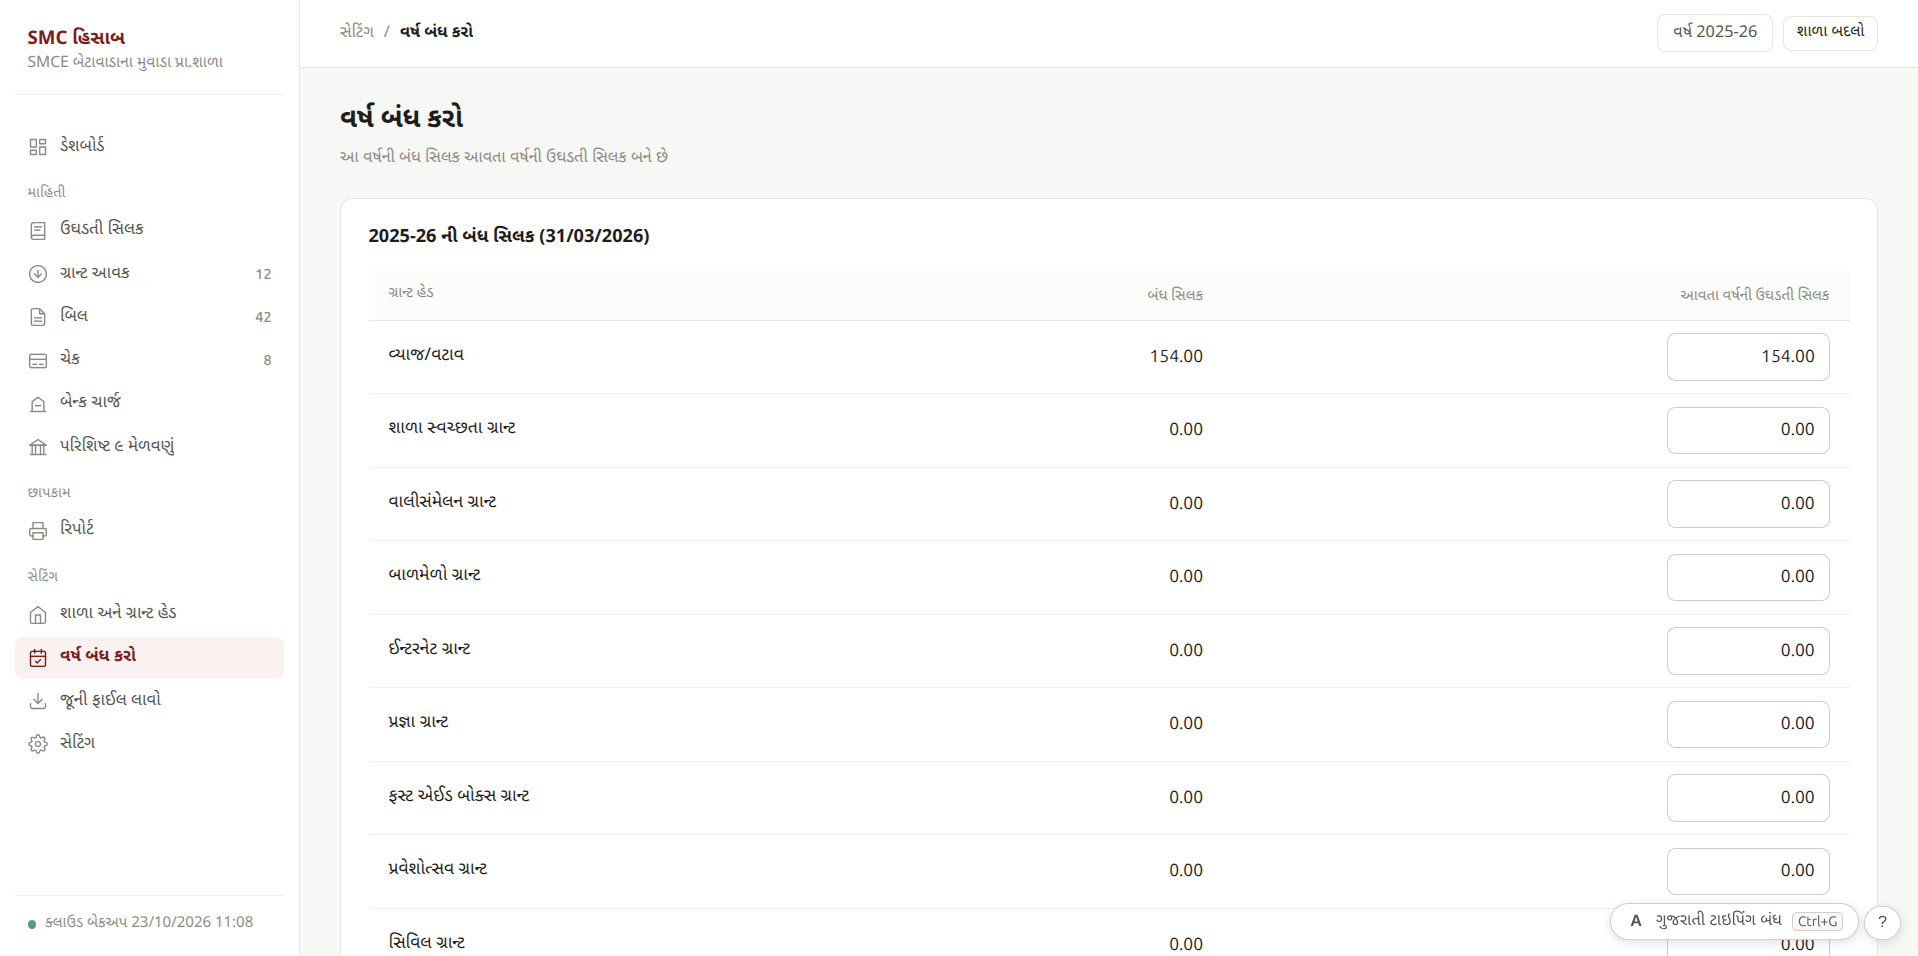 SMC હિસાબ
SMCE બેટાવાડાના મુવાડા પ્રા.શાળા
ડેશબોર્ડ
માહિતી
ઉઘડતી સિલક
ગ્રાન્ટ આવક 12
બિલ 42
ચેક 8
બેન્ક ચાર્જ
પરિશિષ્ટ ૯ મેળવણું
છાપકામ
રિપોર્ટ
સેટિંગ
શાળા અને ગ્રાન્ટ હેડ
વર્ષ બંધ કરો
જૂની ફાઈલ લાવો
સેટિંગ
ક્લાઉડ બેકઅપ 23/10/2026 11:08
સેટિંગ / વર્ષ બંધ કરો
વર્ષ 2025-26
શાળા બદલો
વર્ષ બંધ કરો
આ વર્ષની બંધ સિલક આવતા વર્ષની ઉઘડતી સિલક બને છે
2025-26 ની બંધ સિલક (31/03/2026)
ગ્રાન્ટ હેડ બંધ સિલક આવતા વર્ષની ઉઘડતી સિલક
વ્યાજ/વટાવ 154.00 154.00
શાળા સ્વચ્છતા ગ્રાન્ટ 0.00 0.00
વાલીસંમેલન ગ્રાન્ટ 0.00 0.00
બાળમેળો ગ્રાન્ટ 0.00 0.00
ઈન્ટરનેટ ગ્રાન્ટ 0.00 0.00
પ્રજ્ઞા ગ્રાન્ટ 0.00 0.00
ફસ્ટ એઈડ બોક્સ ગ્રાન્ટ 0.00 0.00
પ્રવેશોત્સવ ગ્રાન્ટ 0.00 0.00
સિવિલ ગ્રાન્ટ 0.00 0.00
A ગુજરાતી ટાઇપિંગ બંધ Ctrl+G ?